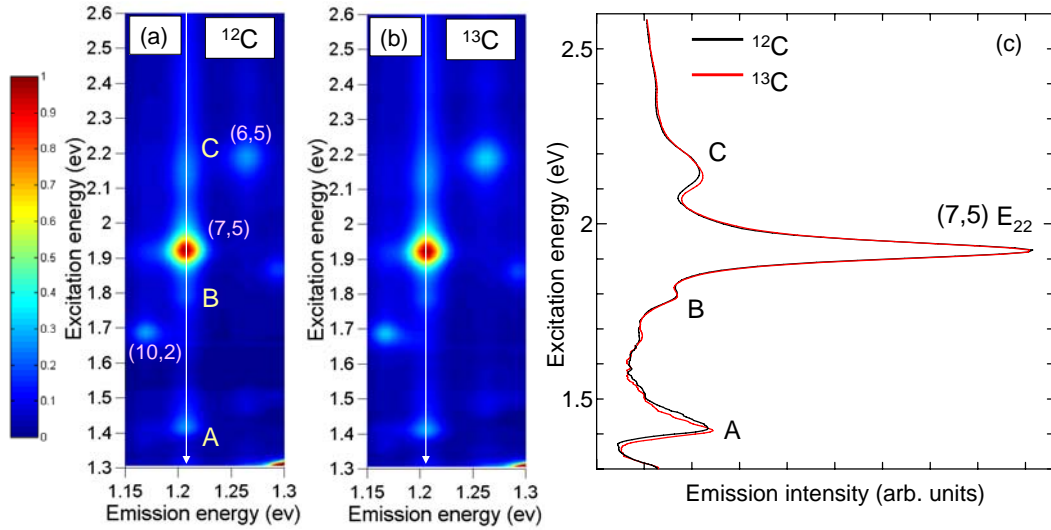 (a)
¹²C
2.6
2.5
2.4
2.3
2.2
2.1
2
1.9
1.8
1.7
1.6
1.5
1.4
1.3
Excitation energy (ev)
1
0.9
0.8
0.7
0.6
0.5
0.4
0.3
0.2
0.1
0
C
(6,5)
(7,5)
B
(10,2)
A
1.15
1.2
1.25
1.3
Emission energy (ev)
(b)
¹³C
2.6
2.5
2.4
2.3
2.2
2.1
2
1.9
1.8
1.7
1.6
1.5
1.4
1.3
Excitation energy (ev)
1.15
1.2
1.25
1.3
Emission energy (ev)
(c)
¹²C
¹³C
2.5
2.0
1.5
Excitation energy (eV)
C
(7,5) E₂₂
B
A
Emission intensity (arb. units)